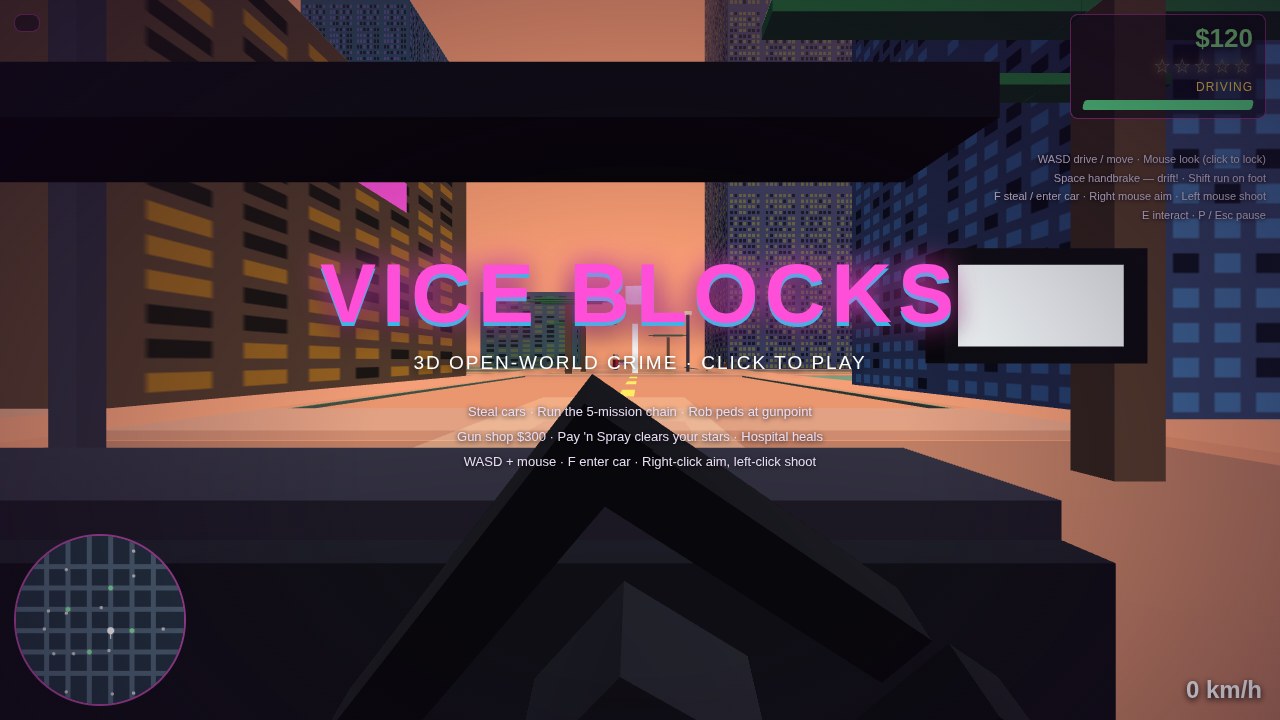 $120
☆☆☆☆☆
DRIVING
WASD drive / move · Mouse look (click to lock)
Space handbrake — drift! · Shift run on foot
F steal / enter car · Right mouse aim · Left mouse shoot
E interact · P / Esc pause
VICE BLOCKS
3D OPEN-WORLD CRIME · CLICK TO PLAY
Steal cars · Run the 5-mission chain · Rob peds at gunpoint
Gun shop $300 · Pay 'n Spray clears your stars · Hospital heals
WASD + mouse · F enter car · Right-click aim, left-click shoot
0 km/h